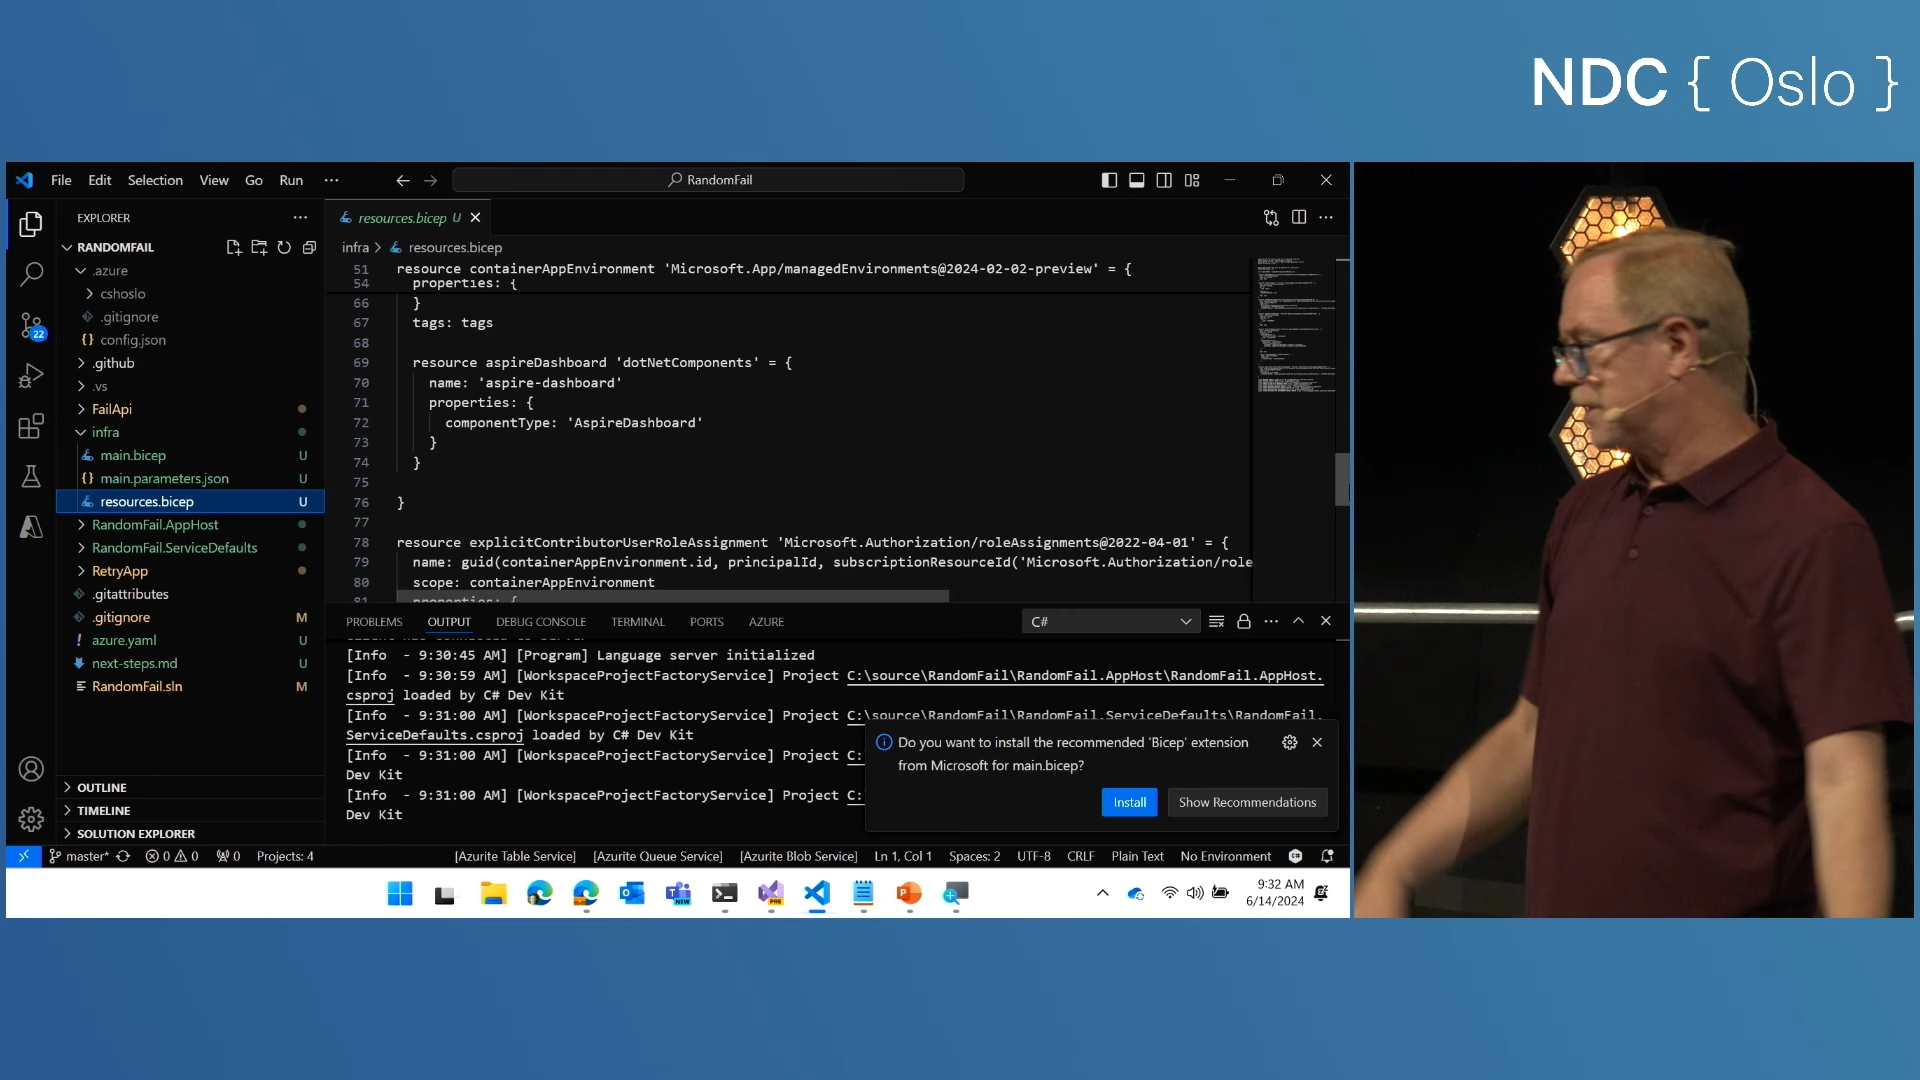 NDC { Oslo }
File Edit Selection View Go Run ···
RandomFail
EXPLORER
RANDOMFAIL
.azure
cshoslo
.gitignore
config.json
.github
.vs
FailApi
infra
main.bicep U
main.parameters.json U
resources.bicep U
RandomFail.AppHost
RandomFail.ServiceDefaults
RetryApp
.gitattributes
.gitignore M
azure.yaml U
next-steps.md U
RandomFail.sln M
OUTLINE
TIMELINE
SOLUTION EXPLORER
22
resources.bicep U
infra > resources.bicep
51 resource containerAppEnvironment 'Microsoft.App/managedEnvironments@2024-02-02-preview' = {
54 properties: {
66 }
67 tags: tags
68
69 resource aspireDashboard 'dotNetComponents' = {
70 name: 'aspire-dashboard'
71 properties: {
72 componentType: 'AspireDashboard'
73 }
74 }
75
76 }
77
78 resource explicitContributorUserRoleAssignment 'Microsoft.Authorization/roleAssignments@2022-04-01' = {
79 name: guid(containerAppEnvironment.id, principalId, subscriptionResourceId('Microsoft.Authorization/role
80 scope: containerAppEnvironment
81 properties: {
PROBLEMS OUTPUT DEBUG CONSOLE TERMINAL PORTS AZURE
C#
[Info - 9:30:45 AM] [Program] Language server initialized
[Info - 9:30:59 AM] [WorkspaceProjectFactoryService] Project C:\source\RandomFail\RandomFail.AppHost\RandomFail.AppHost.
csproj loaded by C# Dev Kit
[Info - 9:31:00 AM] [WorkspaceProjectFactoryService] Project C:\source\RandomFail\RandomFail.ServiceDefaults\RandomFail.
ServiceDefaults.csproj loaded by C# Dev Kit
[Info - 9:31:00 AM] [WorkspaceProjectFactoryService] Project C:
Dev Kit
[Info - 9:31:00 AM] [WorkspaceProjectFactoryService] Project C:
Dev Kit
Do you want to install the recommended 'Bicep' extension
from Microsoft for main.bicep?
Install Show Recommendations
master* 0 0 0 Projects: 4 [Azurite Table Service] [Azurite Queue Service] [Azurite Blob Service] Ln 1, Col 1 Spaces: 2 UTF-8 CRLF Plain Text No Environment
9:32 AM
6/14/2024